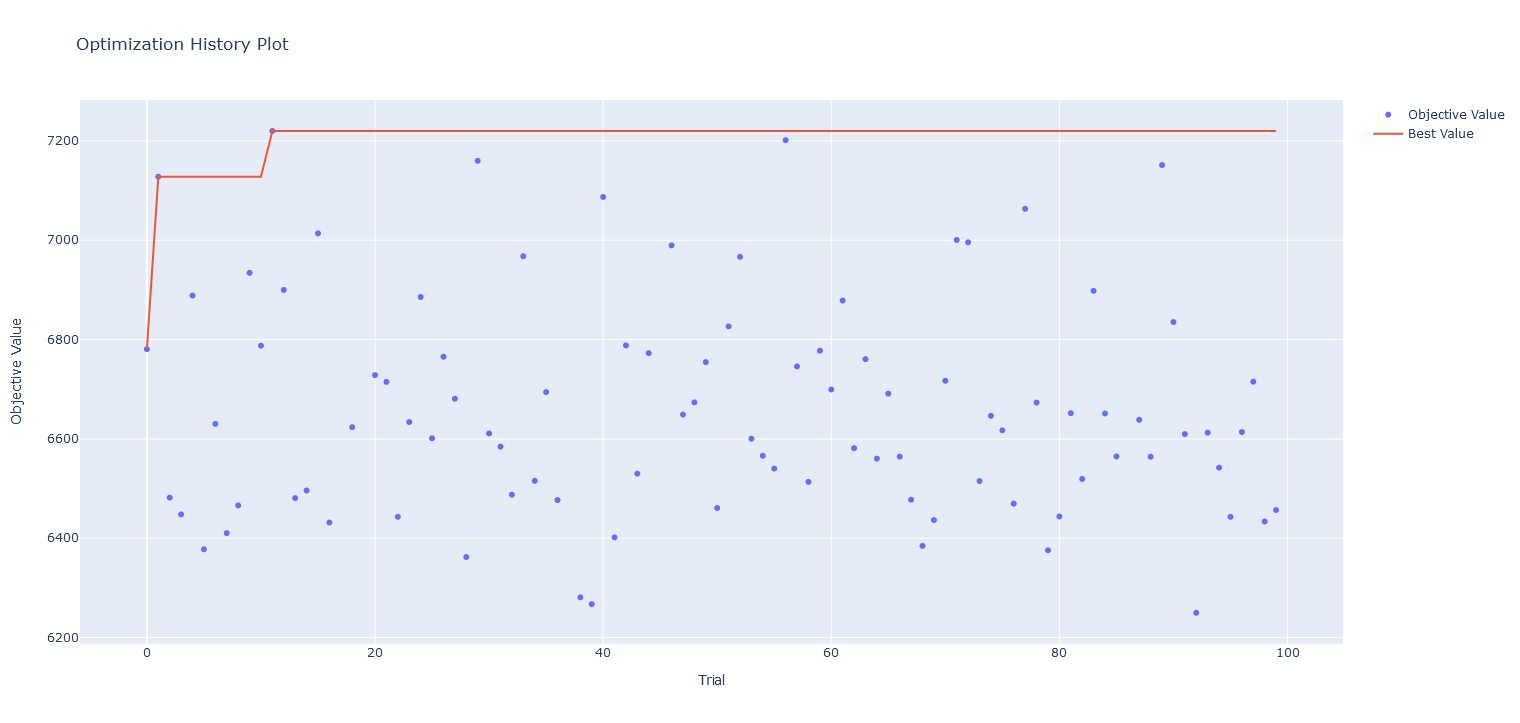 Optimization History Plot
Objective Value
Best Value
7200
7000
6800
6600
6400
6200
Objective Value
0 20 40 60 80 100
Trial